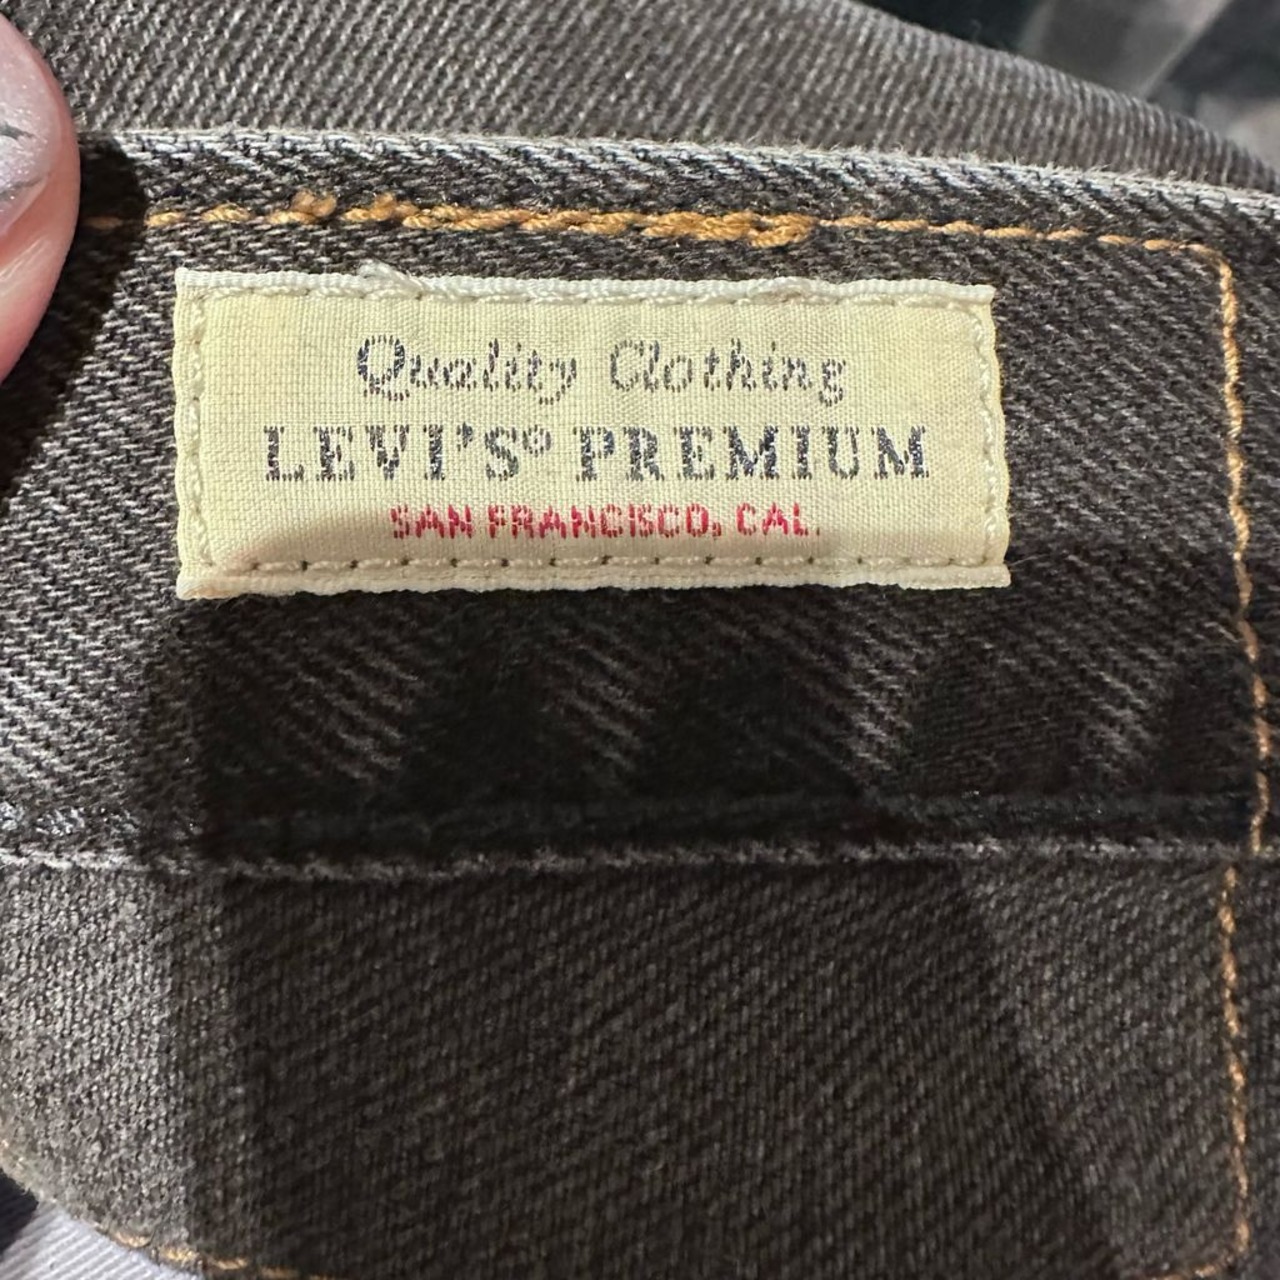 Quality Clothing
LEVI'S® PREMIUM
SAN FRANCISCO, CAL.